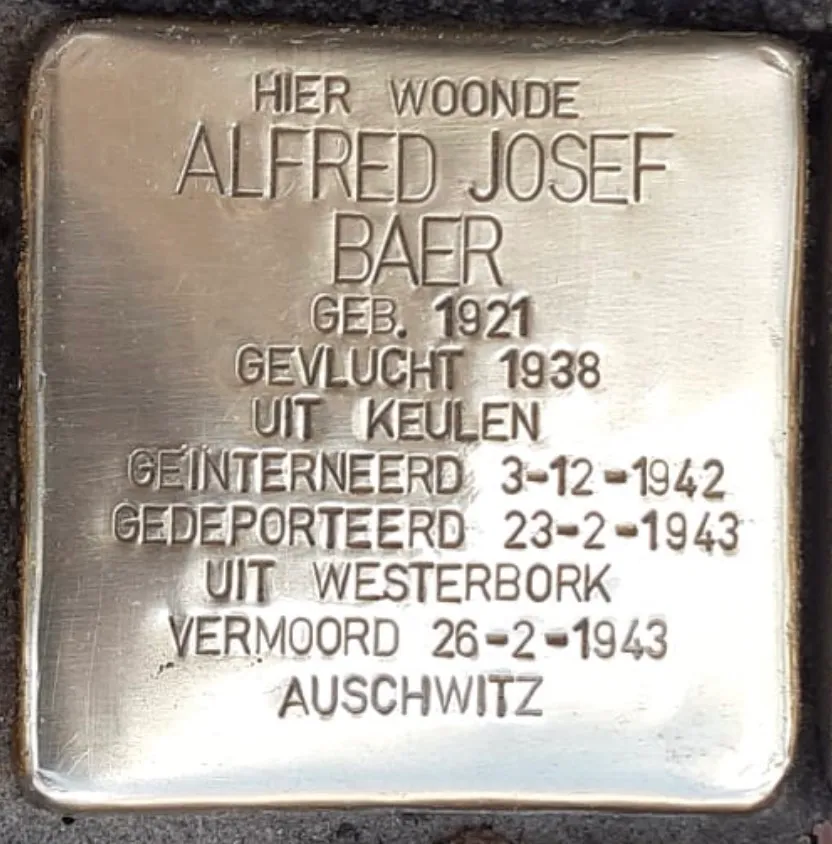 HIER WOONDE
ALFRED JOSEF
BAER
GEB. 1921
GEVLUCHT 1938
UIT KEULEN
GEÏNTERNEERD 3-12-1942
GEDEPORTEERD 23-2-1943
UIT WESTERBORK
VERMOORD 26-2-1943
AUSCHWITZ